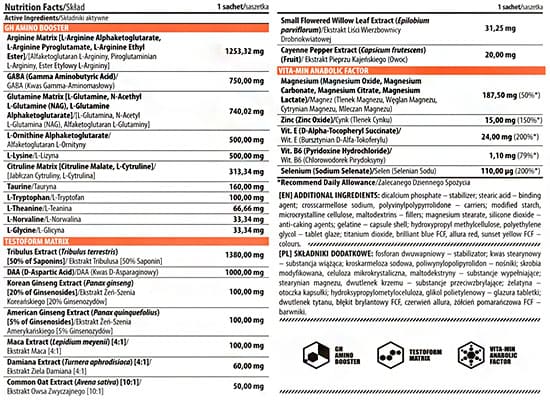 Nutrition Facts/Skład 1 sachet/saszetka
Active Ingredients/Składniki aktywne
GH AMINO BOOSTER
Arginine Matrix [L-Arginine Alphaketoglutarate,
L-Arginine Pyroglutamate, L-Arginine Ethyl
Ester]/[Alfaketoglutaran L-Argininy, Piroglutaminian
L-Argininy, Ester Etylowy L-Argininy] 1253,32 mg
GABA (Gamma Aminobutyric Acid)/
GABA (Kwas Gamma-Aminomasłowy) 750,00 mg
Glutamine Matrix [L-Glutamine, N-Acethyl
L-Glutamine (NAG), L-Glutamine
Alphaketoglutarate]/[L-Glutamina, N-Acetyl
L-Glutamina (NAG), Alfaketoglutaran L-Glutaminy] 740,02 mg
L-Ornithine Alphaketoglutarate/
Alfaketoglutaran L-Ornityny 500,00 mg
L-Lysine/L-Lizyna 500,00 mg
Citruline Matrix [Citruline Malate, L-Cytruline]/
[Jabłczan Cytruliny, L-Cytrulina] 313,34 mg
Taurine/Tauryna 160,00 mg
L-Tryptophan/L-Tryptofan 100,00 mg
L-Theanine/L-Teanina 66,66 mg
L-Norvaline/L-Norwalina 33,34 mg
L-Glycine/L-Glicyna 33,34 mg
TESTOFORM MATRIX
Tribulus Extract (Tribulus terrestris)
[50% of Saponins]/ Ekstrakt Tribulusa [50% Saponin] 1380,00 mg
DAA (D-Aspartic Acid)/DAA (Kwas D-Asparaginowy) 1000,00 mg
Korean Ginseng Extract (Panax ginseng)
[20% of Ginsenosides]/ Ekstrakt Żeń-Szenia
Koreańskiego [20% Ginsenozydów] 100,00 mg
American Ginseng Extract (Panax quinquefolius)
[5% of Ginsenosides]/ Ekstrakt Żeń-Szenia
Amerykańskiego [5% Ginsenozydów] 100,00 mg
Maca Extract (Lepidium meyenii) [4:1]/
Ekstrakt Maca [4:1] 100,00 mg
Damiana Extract (Turnera aphrodisiaca) [4:1]/
Ekstrakt Ziela Damiana [4:1] 60,00 mg
Common Oat Extract (Avena sativa) [10:1]/
Ekstrakt Owsa Zwyczajnego [10:1] 50,00 mg
1 sachet/saszetka
Small Flowered Willow Leaf Extract (Epilobium
parviflorum)/Ekstrakt Liści Wierzbownicy
Drobnokwiatowej 31,25 mg
Cayenne Pepper Extract (Capsicum frutescens)
(Fruit)/ Ekstrakt Pieprzu Kajeńskiego (Owoc) 20,00 mg
VITA-MIN ANABOLIC FACTOR
Magnesium (Magnesium Oxide, Magnesium
Carbonate, Magnesium Citrate, Magnesium
Lactate)/Magnez (Tlenek Magnezu, Węglan Magnezu,
Cytrynian Magnezu, Mleczan Magnezu) 187,50 mg (50%*)
Zinc (Zinc Oxide)/Cynk (Tlenek Cynku) 15,00 mg (150%*)
Vit. E (D-Alpha-Tocopheryl Succinate)/
Wit. E (Bursztynian D-Alfa-Tokoferylu) 24,00 mg (200%*)
Vit. B6 (Pyridoxine Hydrochloride)/
Wit. B6 (Chlorowodorek Pirydoksyny) 1,10 mg (79%*)
Selenium (Sodium Selenate)/Selen (Selenian Sodu) 110,00 µg (200%*)
*Recommend Daily Allowance/Zalecanego Dziennego Spożycia
[EN] ADDITIONAL INGREDIENTS: dicalcium phosphate – stabilizer; stearic acid – binding
agent; croscarmellose sodium, polyvinylpolypyrrolidone – carriers; modified starch,
microcrystalline cellulose, maltodextrins – fillers; magnesium stearate, silicone dioxide –
anti-caking agents; gelatine – capsule shell; hydroxypropyl methylcellulose, polyethylene
glycol – tablet glaze; titanium dioxide, brilliant blue FCF, allura red, sunset yellow FCF –
colours.
[PL] SKŁADNIKI DODATKOWE: fosforan dwuwapniowy – stabilizator; kwas stearynowy
– substancja wiążąca, kroskarmeloza sodowa, poliwynylopoliprylidon – nośniki; skrobia
modyfikowana, celuloza mikrokrystaliczna, maltodekstryny – substancje wypełniające;
stearynian magnezu, dwutlenek krzemu – substancje przeciwzbrylające; żelatyna –
otoczka kapsułki; hydroksypropylometyloceluloza, glikol polietylenowy – glazura tabletki;
dwutlenek tytanu, błękit brylantowy FCF, czerwień allura, żółcień pomarańczowa FCF –
barwniki.
GH
AMINO
BOOSTER
TESTOFORM
MATRIX
VITA-MIN
ANABOLIC
FACTOR